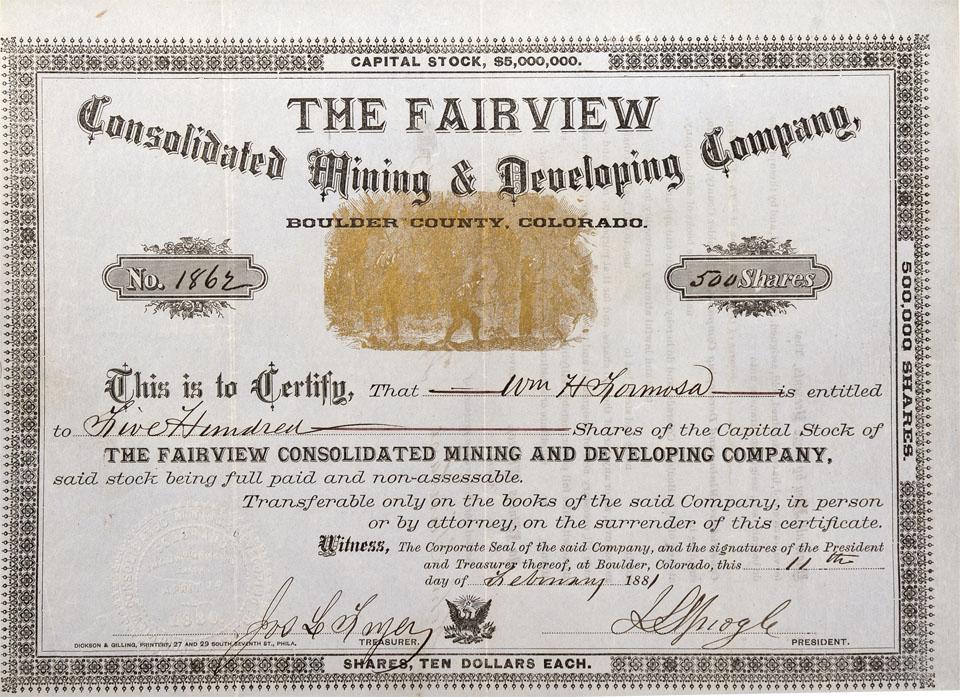 CAPITAL STOCK, $5,000,000.
THE FAIRVIEW
Consolidated Mining & Developing Company,
BOULDER COUNTY, COLORADO.
No. 1862
500 Shares
500,000 SHARES.
This is to Certify, That Wm H Formosa is entitled
to Five Hundred Shares of the Capital Stock of
THE FAIRVIEW CONSOLIDATED MINING AND DEVELOPING COMPANY,
said stock being full paid and non-assessable.
Transferable only on the books of the said Company, in person
or by attorney, on the surrender of this certificate.
Witness, The Corporate Seal of the said Company, and the signatures of the President
and Treasurer thereof, at Boulder, Colorado, this 11th
day of February 1881
Jos L
DICKSON & GILLING, PRINTERS, 27 AND 29 SOUTH SEVENTH ST., PHILA.
TREASURER.
PRESIDENT.
SHARES, TEN DOLLARS EACH.